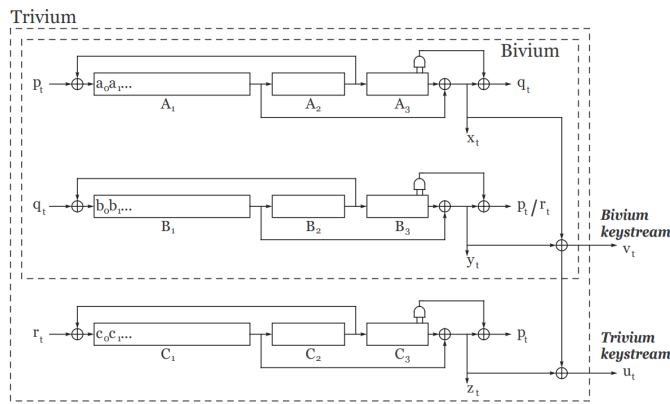 Trivium
Bivium
pₜ a₀a₁... qₜ
A₁ A₂ A₃
xₜ
qₜ b₀b₁... pₜ/rₜ
B₁ B₂ B₃
Bivium
keystream
yₜ vₜ
rₜ c₀c₁... pₜ
C₁ C₂ C₃
Trivium
keystream
zₜ uₜ